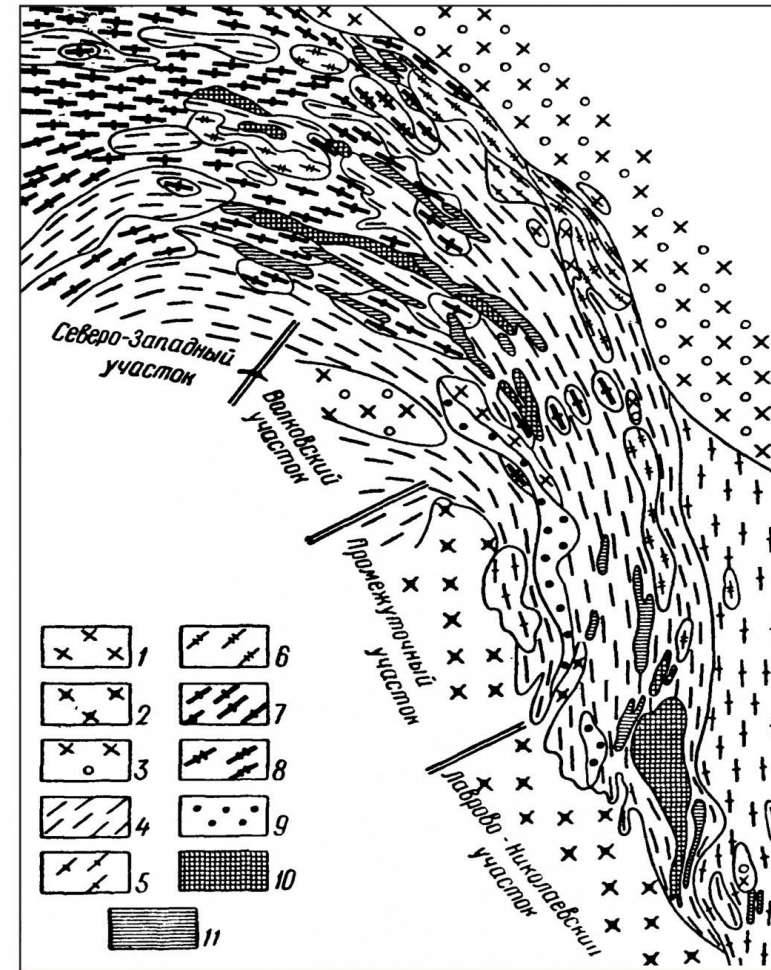 Северо-Западный
участок
Волковский
участок
Промежуточный
участок
Лаврово-Николаевский
участок
1
2
3
4
5
6
7
8
9
10
11